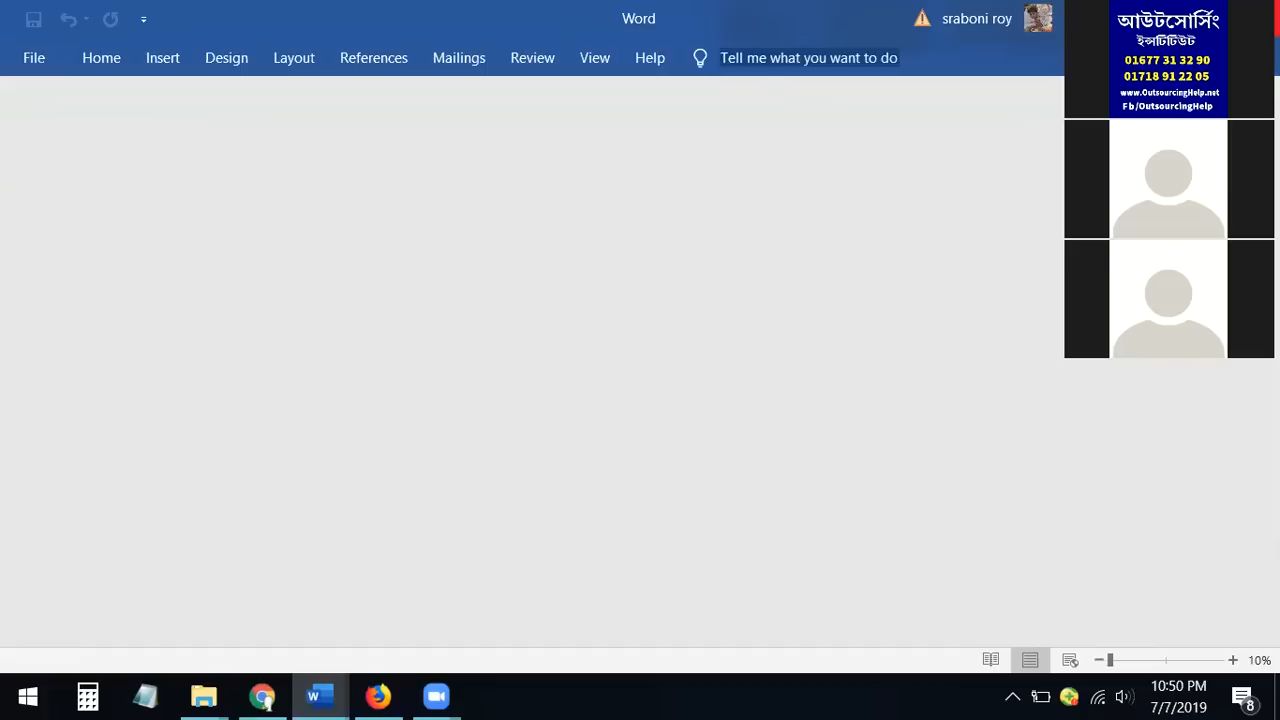 Word
sraboni roy
File Home Insert Design Layout References Mailings Review View Help Tell me what you want to do
আউটসোর্সিং
ইন্সটিটিউট
01677 31 32 90
01718 91 22 05
www.OutsourcingHelp.net
Fb/OutsourcingHelp
10%
10:50 PM
7/7/2019
8